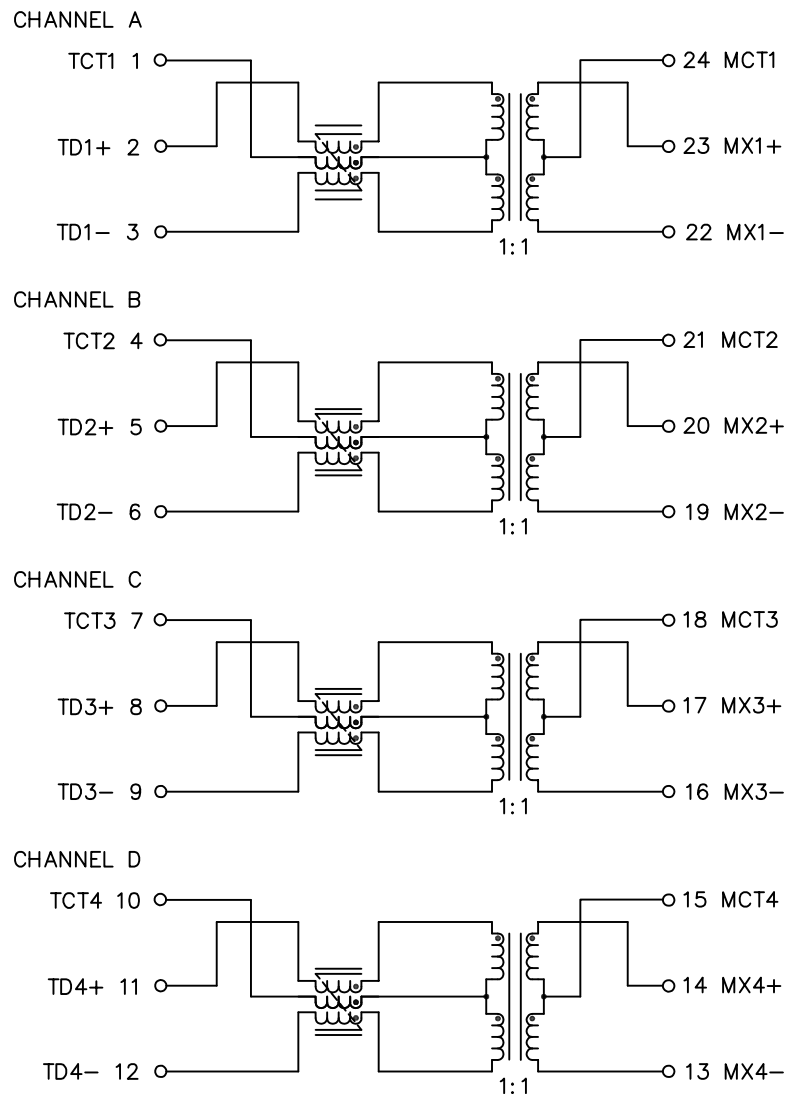 CHANNEL A
TCT1 1
24 MCT1
TD1+ 2
23 MX1+
TD1− 3
22 MX1−
1:1
CHANNEL B
TCT2 4
21 MCT2
TD2+ 5
20 MX2+
TD2− 6
19 MX2−
1:1
CHANNEL C
TCT3 7
18 MCT3
TD3+ 8
17 MX3+
TD3− 9
16 MX3−
1:1
CHANNEL D
TCT4 10
15 MCT4
TD4+ 11
14 MX4+
TD4− 12
13 MX4−
1:1